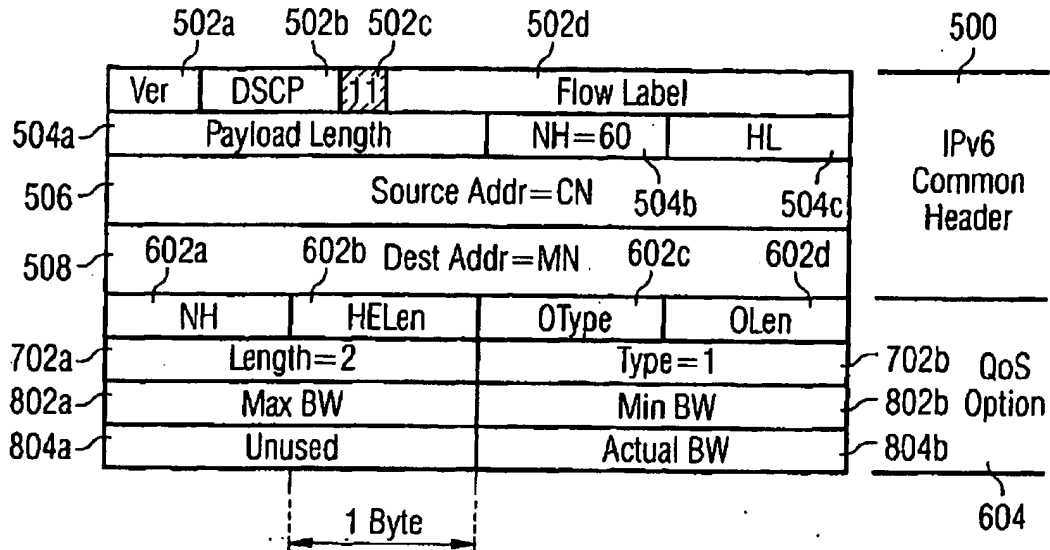 502a 502b 502c 502d 500
Ver DSCP 11 Flow Label
504a Payload Length NH=60 HL
IPv6
Common
Header
506 Source Addr=CN 504b 504c
602a 602b 602c 602d
508 Dest Addr=MN
NH HELen OType OLen
702a Length=2 Type=1 702b
QoS
Option
802a Max BW Min BW 802b
804a Unused Actual BW 804b
1 Byte
604